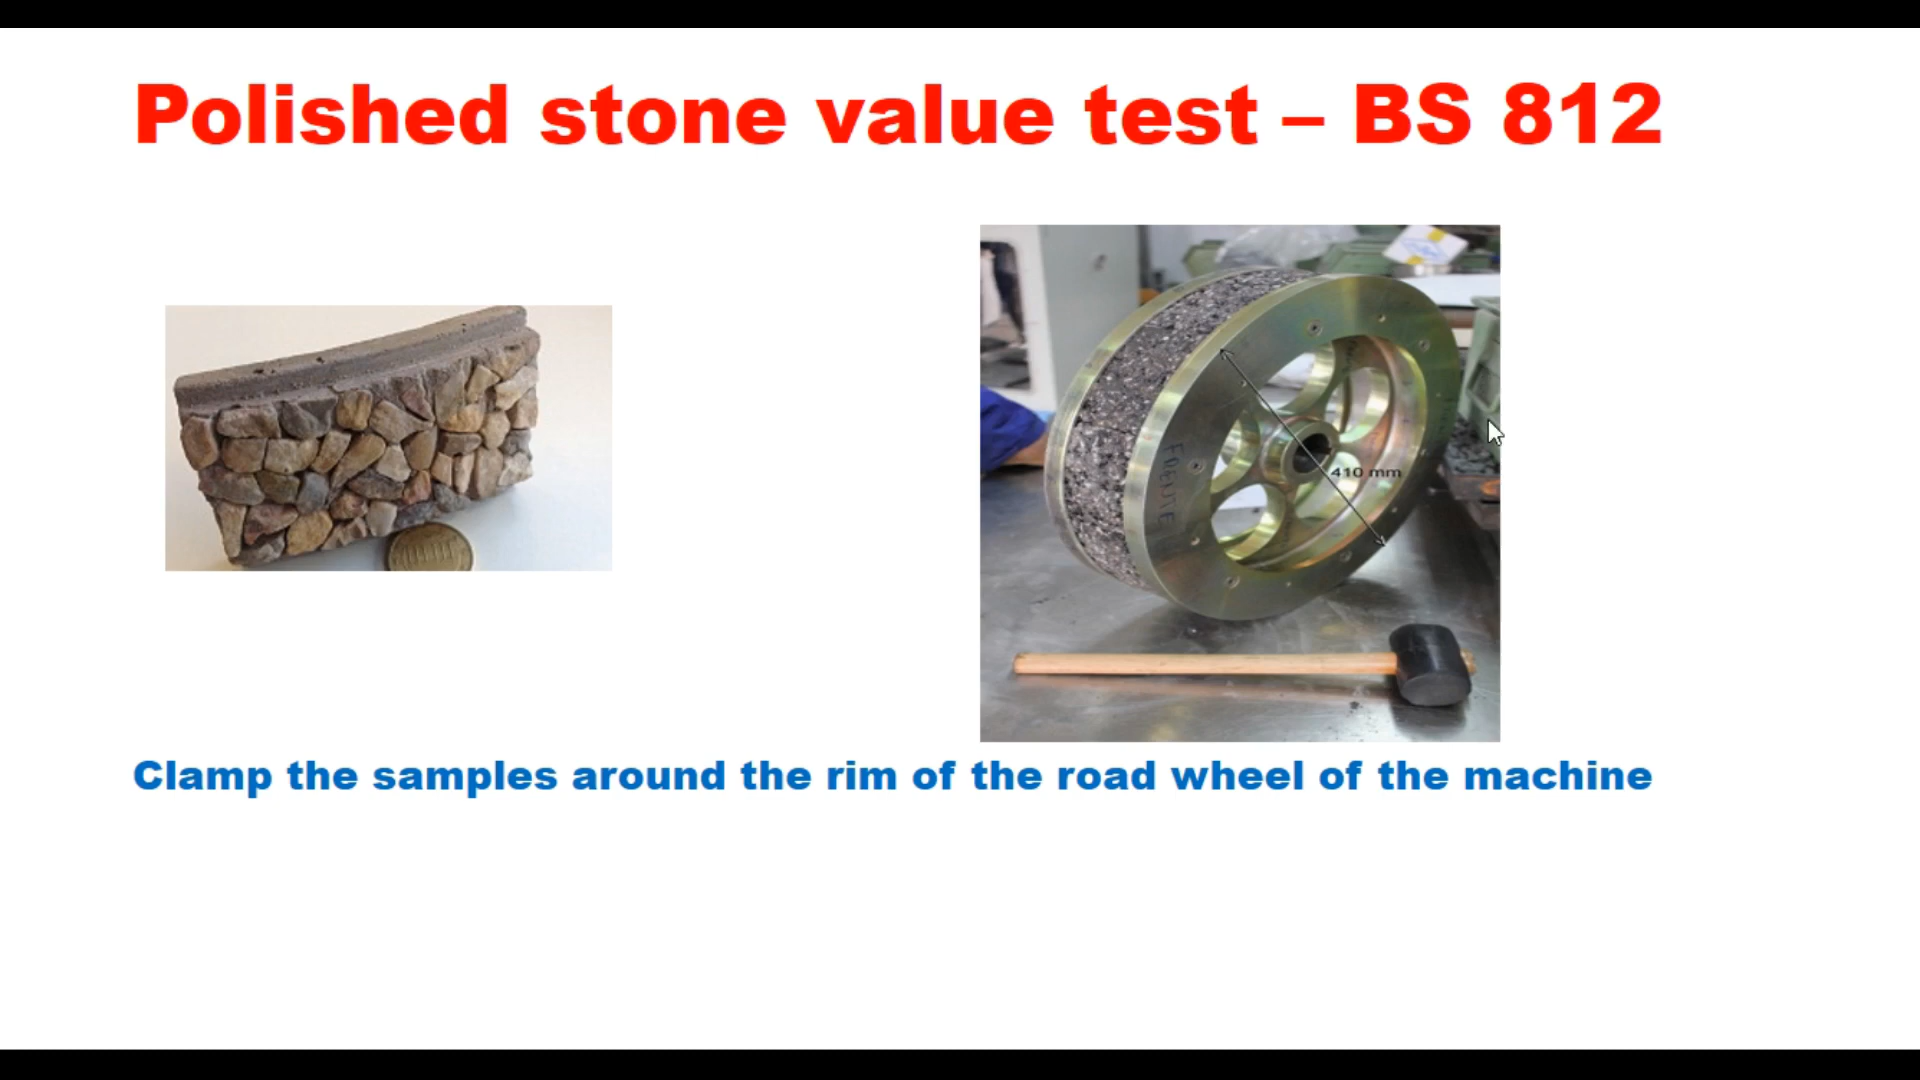 Polished stone value test – BS 812
410 mm
Clamp the samples around the rim of the road wheel of the machine